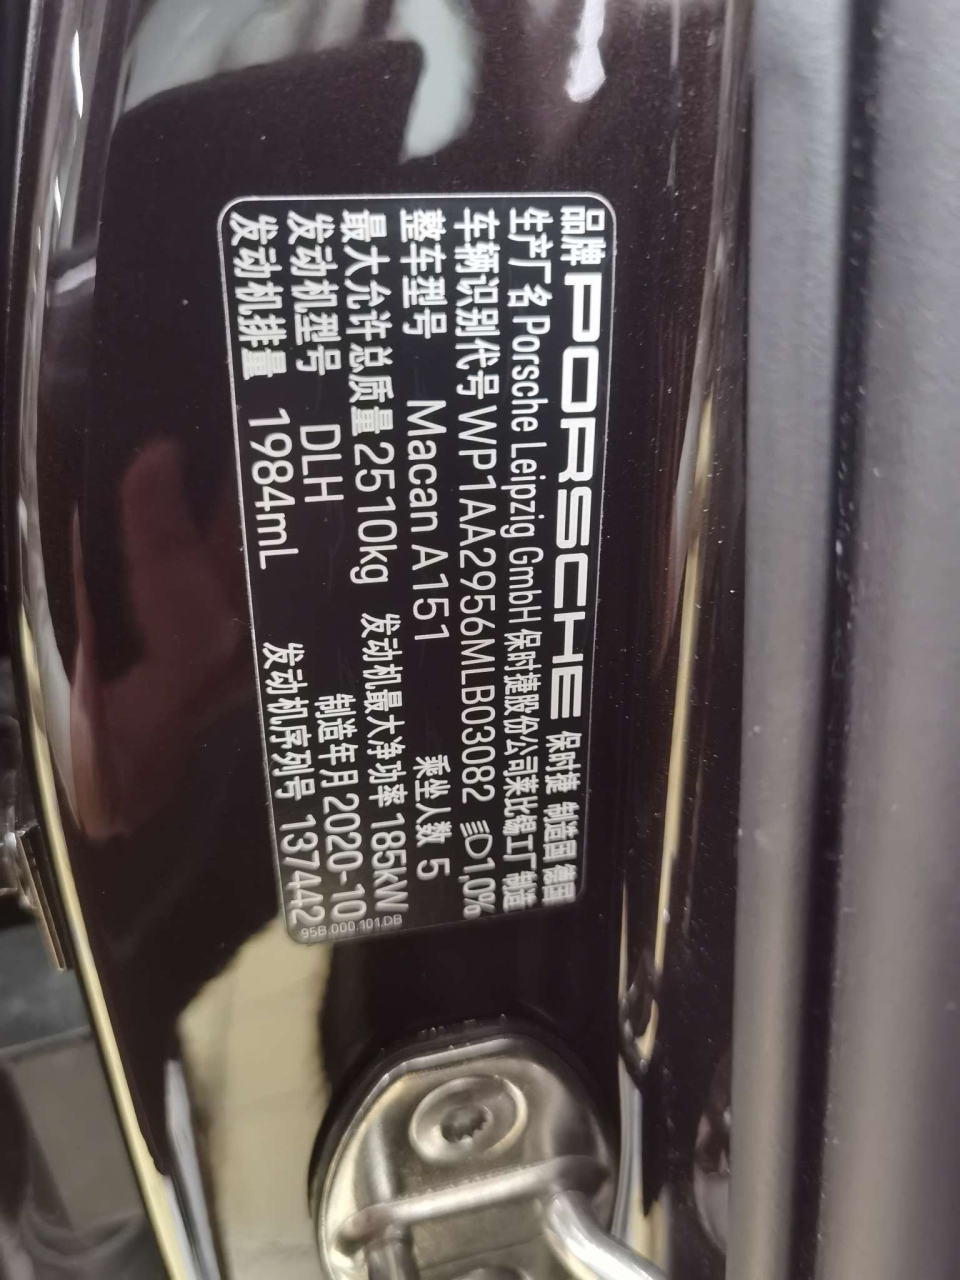 品牌 PORSCHE 保时捷 制造国 德国
生产厂名 Porsche Leipzig GmbH 保时捷股份公司莱比锡工厂 制造
车辆识别代号 WP1AA2956MLB03082 1,0%
整车型号 Macan A151 乘坐人数 5
最大允许总质量 2510kg 发动机最大净功率 185kW
发动机型号 DLH 制造年月 2020-10
发动机排量 1984mL 发动机序列号 137442
95B.000.101.DB